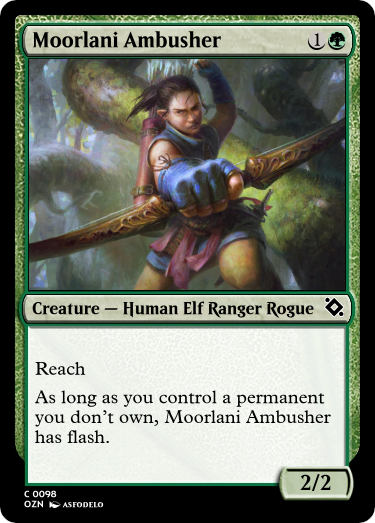 Moorlani Ambusher 1
Creature — Human Elf Ranger Rogue
Reach
As long as you control a permanent
you don't own, Moorlani Ambusher
has flash.
2/2
C 0098
OZN ASFODELO